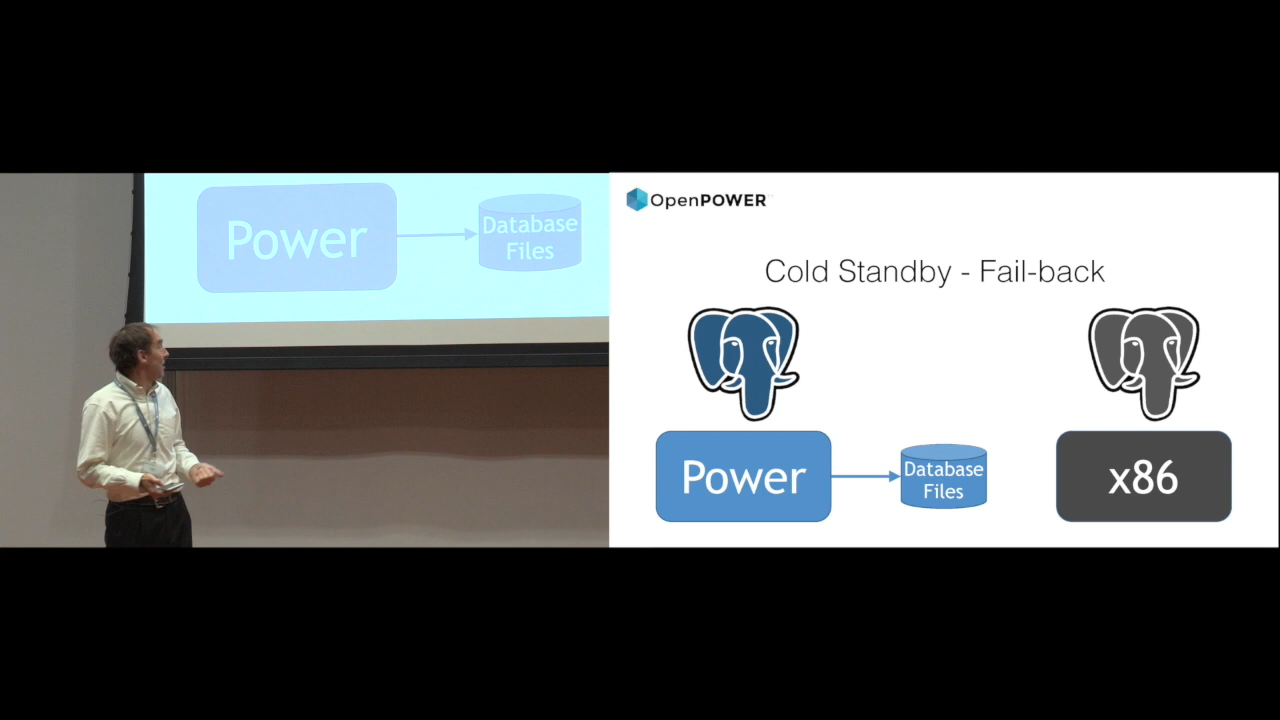 Power
Database
Files
OpenPOWER
Cold Standby - Fail-back
Power
Database
Files
x86